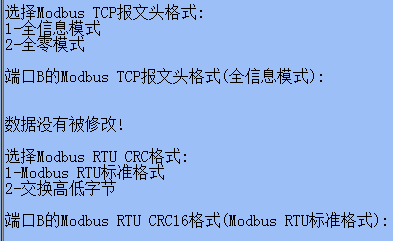 选择Modbus TCP报文头格式:
1-全信息模式
2-全零模式
端口B的Modbus TCP报文头格式(全信息模式):
数据没有被修改!
选择Modbus RTU CRC格式:
1-Modbus RTU标准格式
2-交换高低字节
端口B的Modbus RTU CRC16格式(Modbus RTU标准格式):